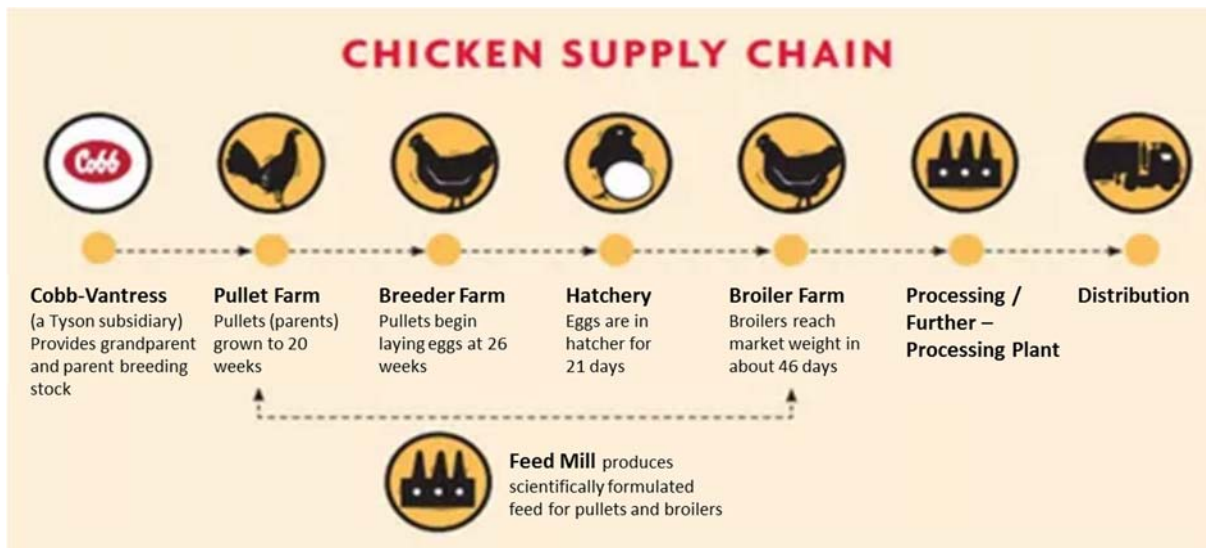 CHICKEN SUPPLY CHAIN
Cobb
Cobb-Vantress
(a Tyson subsidiary)
Provides grandparent
and parent breeding
stock
Pullet Farm
Pullets (parents)
grown to 20
weeks
Breeder Farm
Pullets begin
laying eggs at 26
weeks
Hatchery
Eggs are in
hatcher for
21 days
Broiler Farm
Broilers reach
market weight in
about 46 days
Processing /
Further –
Processing Plant
Distribution
Feed Mill produces
scientifically formulated
feed for pullets and broilers